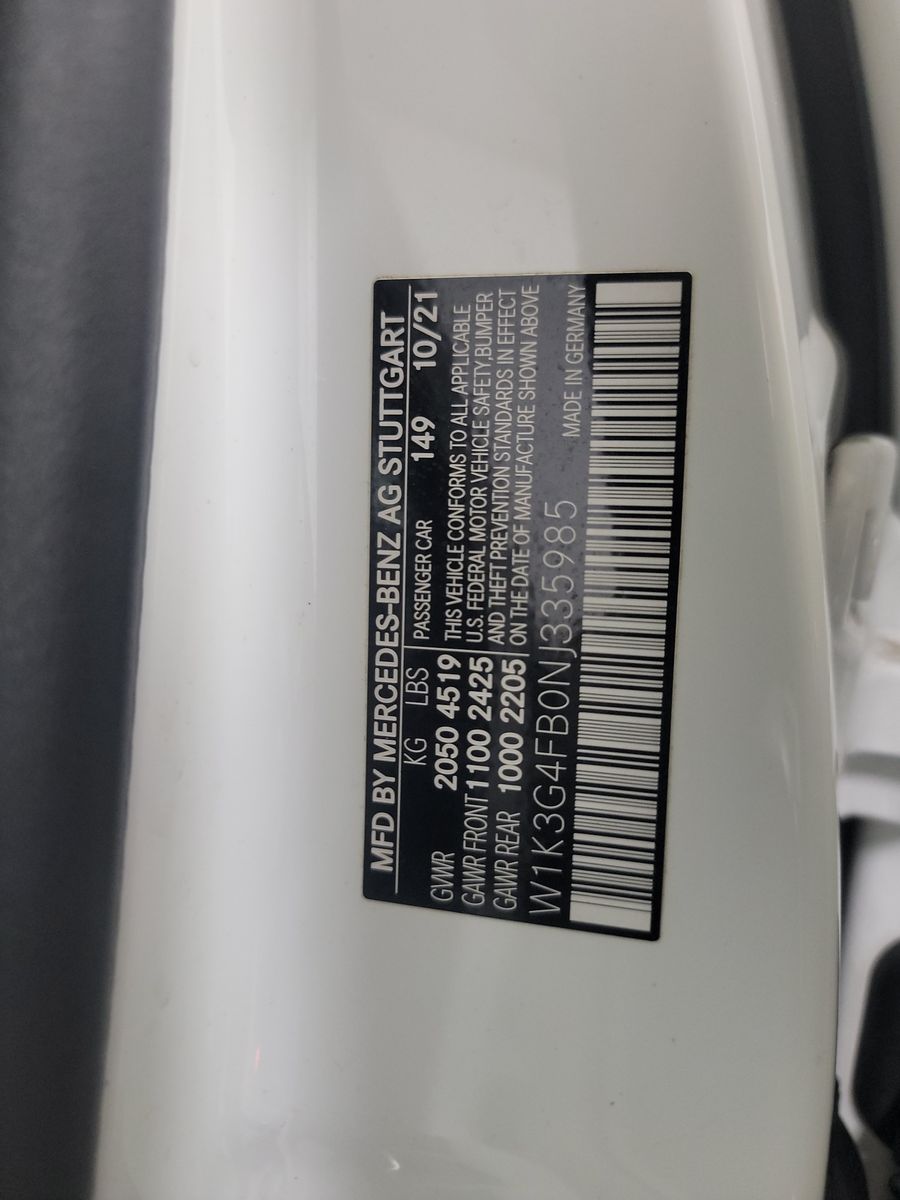 MFD BY MERCEDES-BENZ AG STUTTGART
KG LBS PASSENGER CAR 149 10/21
GVWR 2050 4519 THIS VEHICLE CONFORMS TO ALL APPLICABLE
GAWR FRONT 1100 2425 U.S. FEDERAL MOTOR VEHICLE SAFETY,BUMPER
GAWR REAR 1000 2205 AND THEFT PREVENTION STANDARDS IN EFFECT
ON THE DATE OF MANUFACTURE SHOWN ABOVE
W1K3G4FB0NJ335985 MADE IN GERMANY